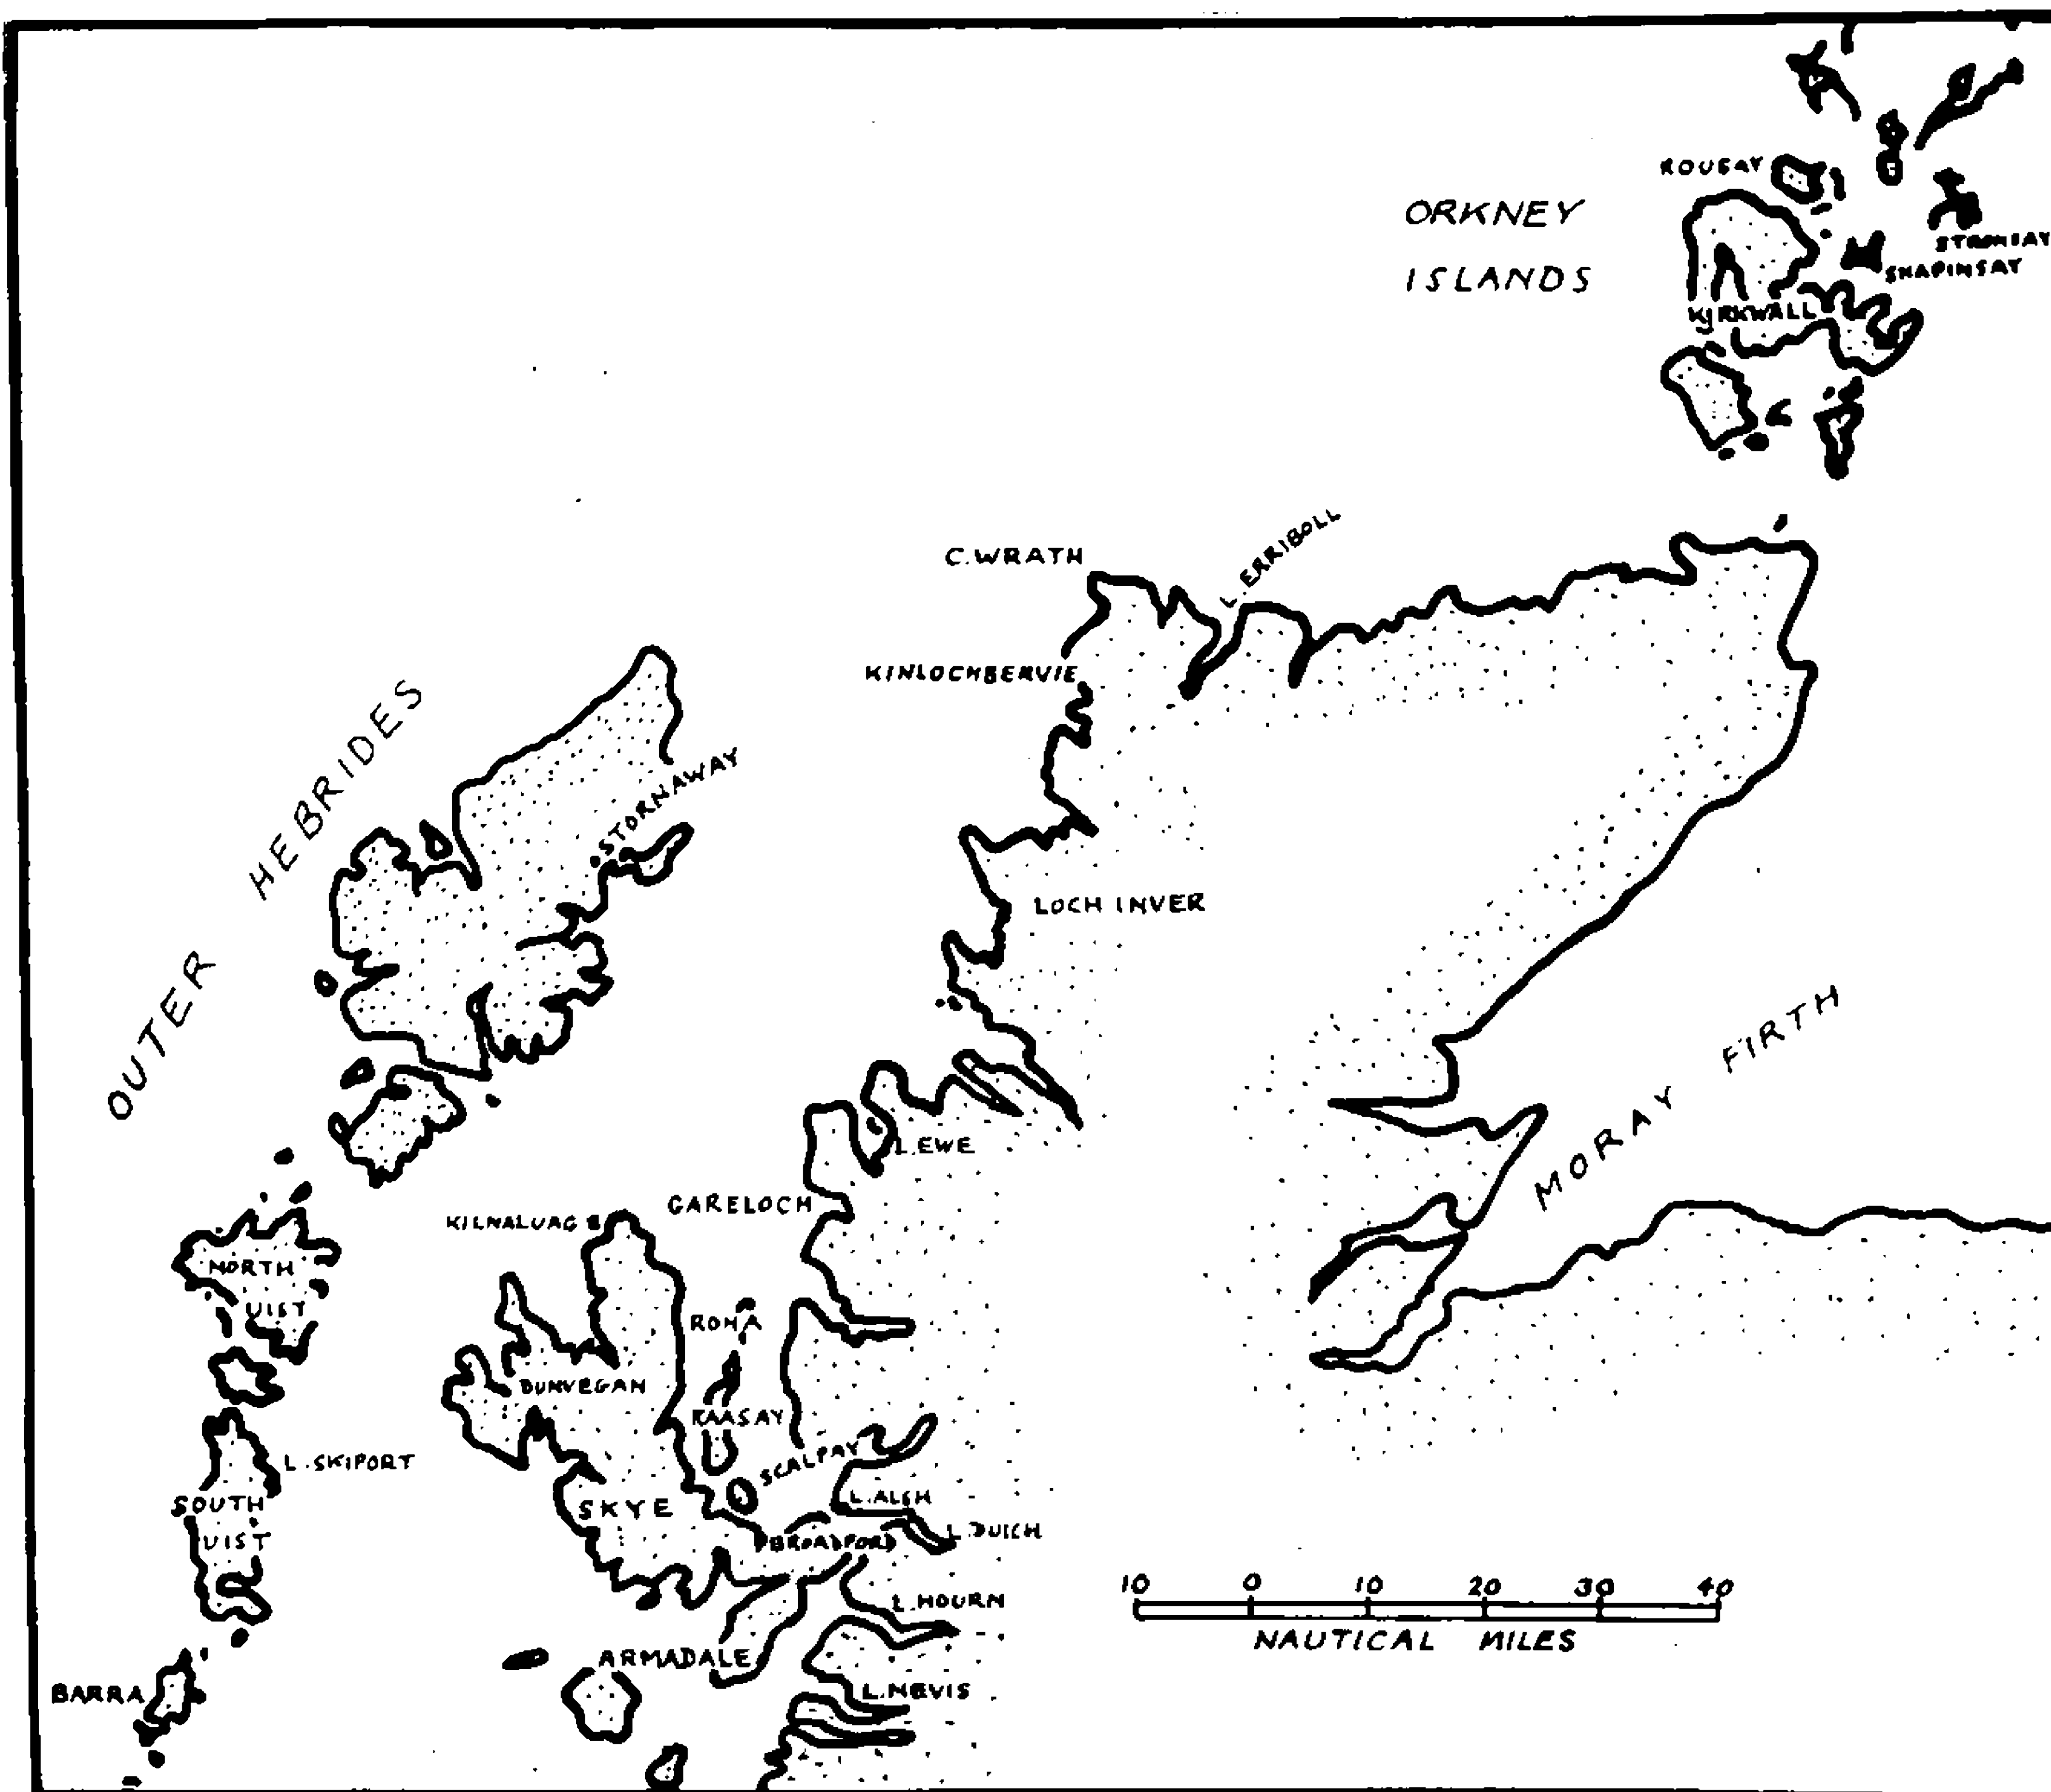 ROUSAY
ORKNEY
ISLANDS
STRONSAY
SHAPINSAY
KIRKWALL
C. WRATH
L. ERRIBOLL
KINLOCHBERVIE
OUTER HEBRIDES
STORNAWAY
LOCH INVER
MORAY FIRTH
L. EWE
GARELOCH
KILNALUAG
NORTH
UIST
RONA
DUNVEGAN
RAASAY
SCALPAY
L. SKIPORT
SOUTH
UIST
SKYE
L. ALSH
L. DUICH
BROADFORD
L. HOURN
ARMADALE
L. NEVIS
BARRA
10 0 10 20 30 40
NAUTICAL MILES